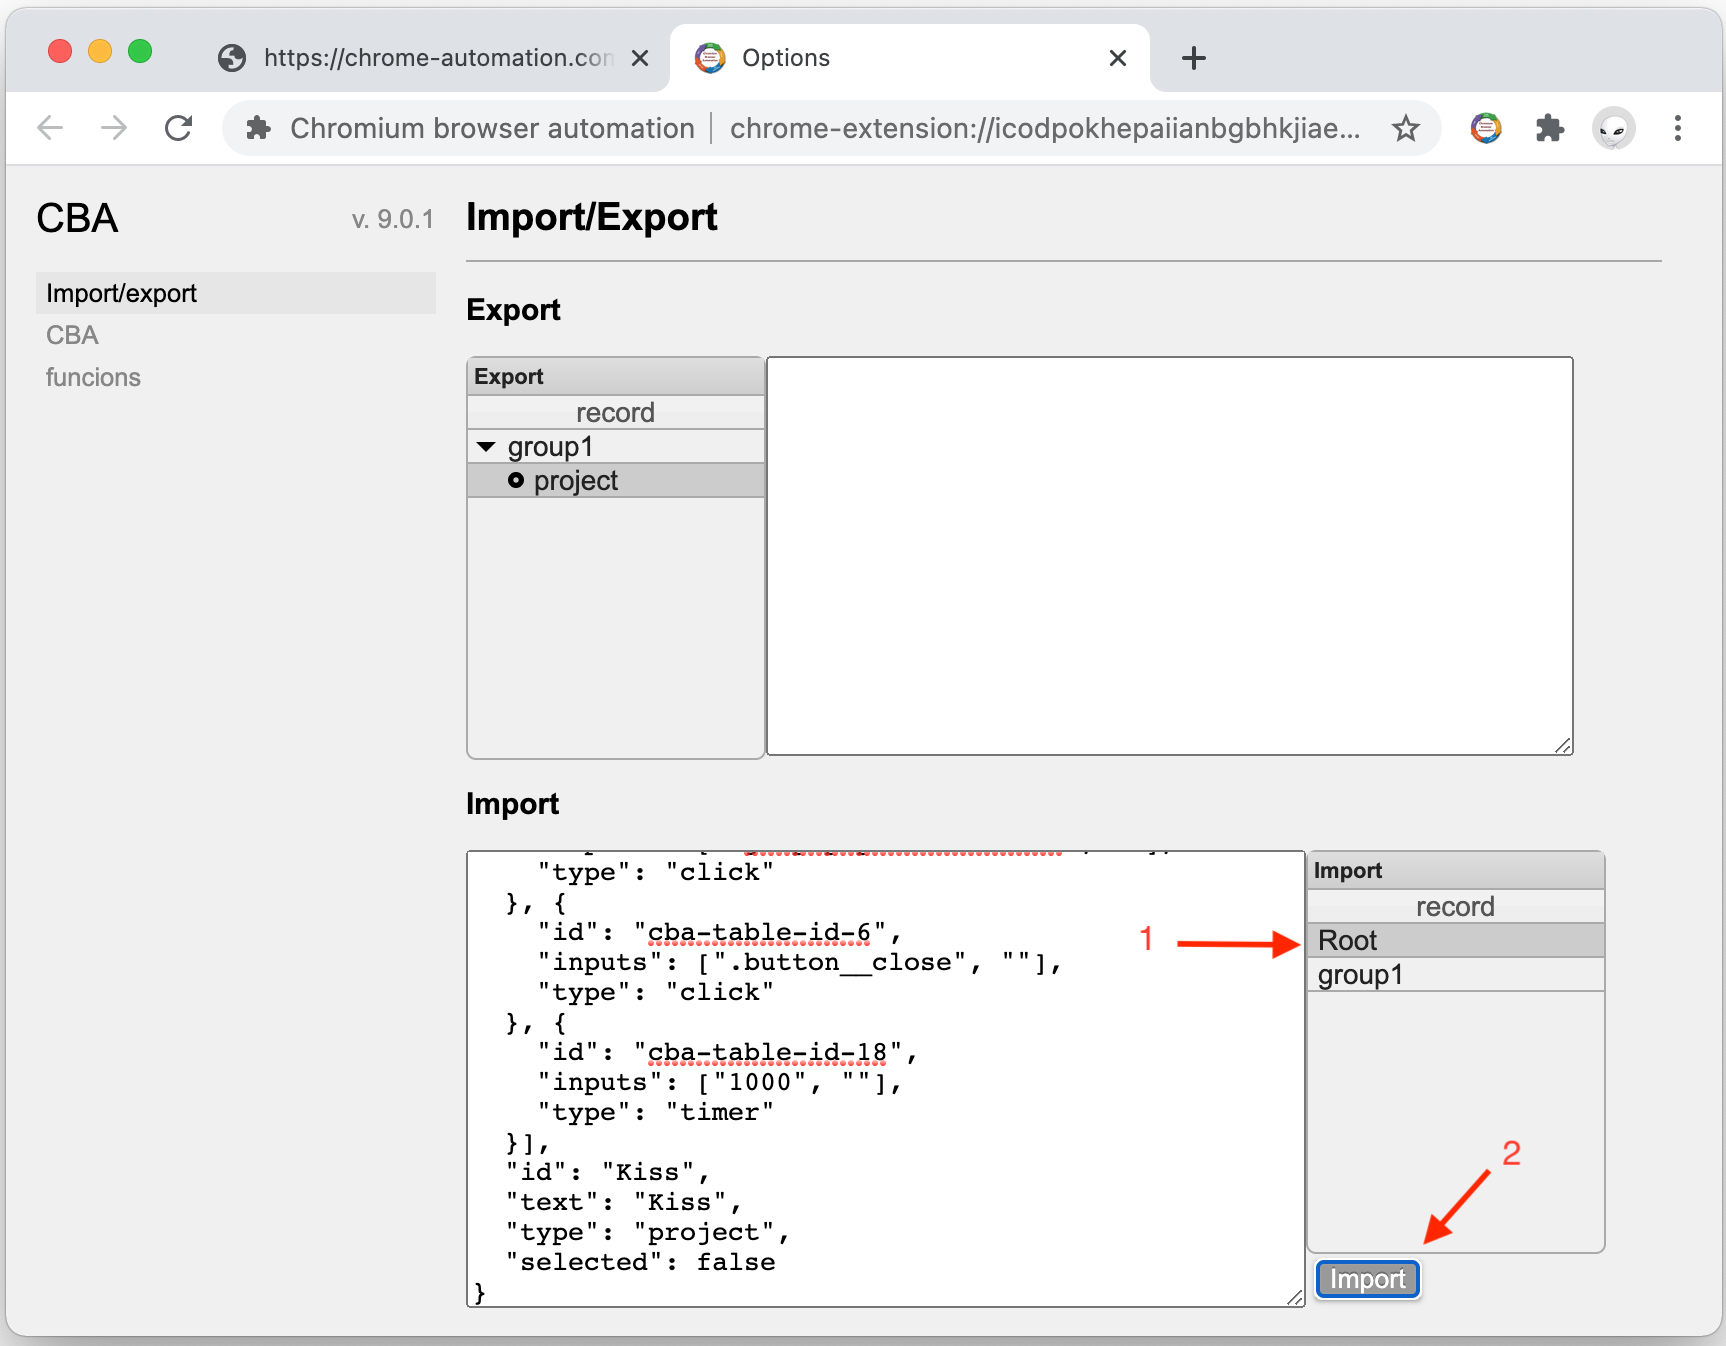 https://chrome-automation.con
Options
Chromium browser automation
chrome-extension://icodpokhepaiianbgbhkjiae...
CBA
v. 9.0.1
Import/export
CBA
funcions
Import/Export
Export
Export
record
group1
project
Import
"type": "click"
}, {
"id": "cba-table-id-6",
"inputs": [".button__close", ""],
"type": "click"
}, {
"id": "cba-table-id-18",
"inputs": ["1000", ""],
"type": "timer"
}],
"id": "Kiss",
"text": "Kiss",
"type": "project",
"selected": false
}
Import
record
1
Root
group1
2
Import